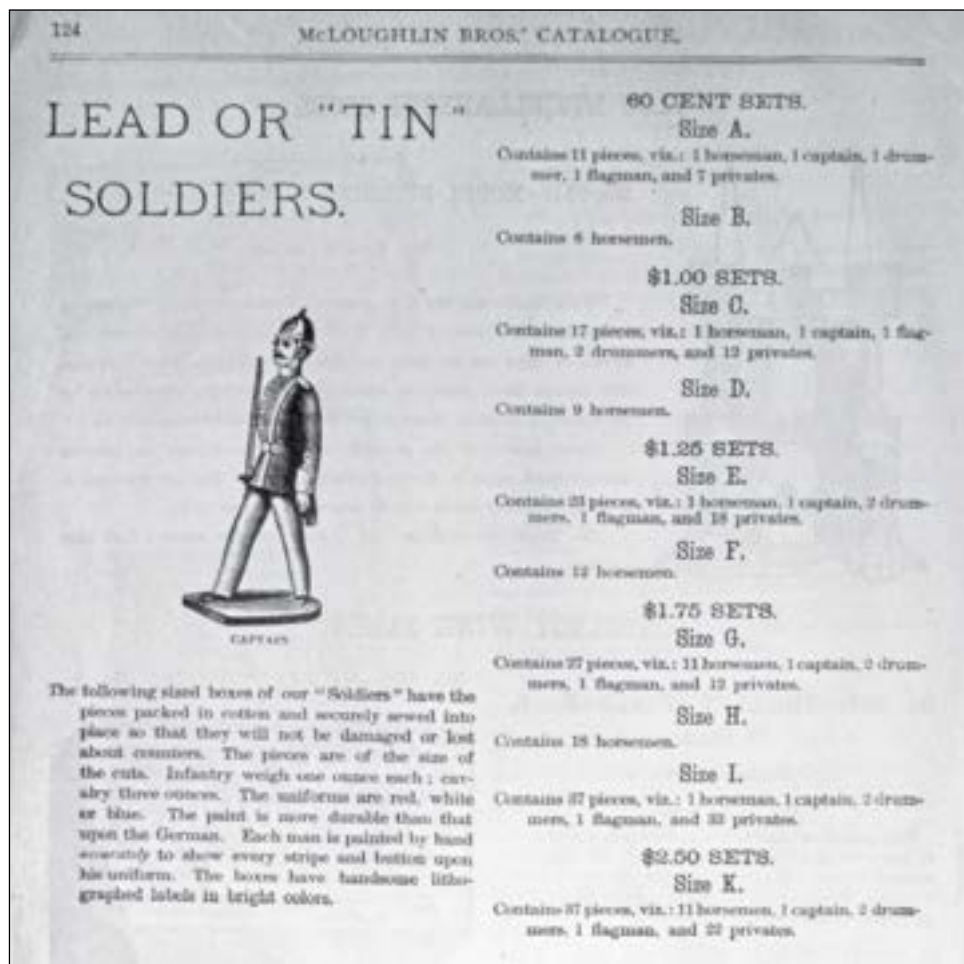 124
McLOUGHLIN BROS.' CATALOGUE.
LEAD OR "TIN"
SOLDIERS.
CAPTAIN
The following sized boxes of our "Soldiers" have the
pieces packed in cotton and securely sewed into
place so that they will not be damaged or lost
about counters. The pieces are of the size of
the cuts. Infantry weigh one ounce each; cav-
alry three ounces. The uniforms are red, white
or blue. The paint is more durable than that
upon the German. Each man is painted by hand
accurately to show every stripe and button upon
his uniform. The boxes have handsome litho-
graphed labels in bright colors.
60 CENT SETS.
Size A.
Contains 11 pieces, viz.: 1 horseman, 1 captain, 1 drum-
mer, 1 flagman, and 7 privates.
Size B.
Contains 6 horsemen.
$1.00 SETS.
Size C.
Contains 17 pieces, viz.: 1 horseman, 1 captain, 1 flag-
man, 2 drummers, and 12 privates.
Size D.
Contains 9 horsemen.
$1.25 SETS.
Size E.
Contains 23 pieces, viz.: 1 horseman, 1 captain, 2 drum-
mers, 1 flagman, and 18 privates.
Size F.
Contains 12 horsemen.
$1.75 SETS.
Size G.
Contains 27 pieces, viz.: 11 horsemen, 1 captain, 2 drum-
mers, 1 flagman, and 12 privates.
Size H.
Contains 18 horsemen.
Size I.
Contains 37 pieces, viz.: 1 horseman, 1 captain, 2 drum-
mers, 1 flagman, and privates.
$2.50 SETS.
Size K.
Contains 37 pieces, viz.: 11 horsemen, 1 captain, 2 drum-
mers, 1 flagman, and 22 privates.